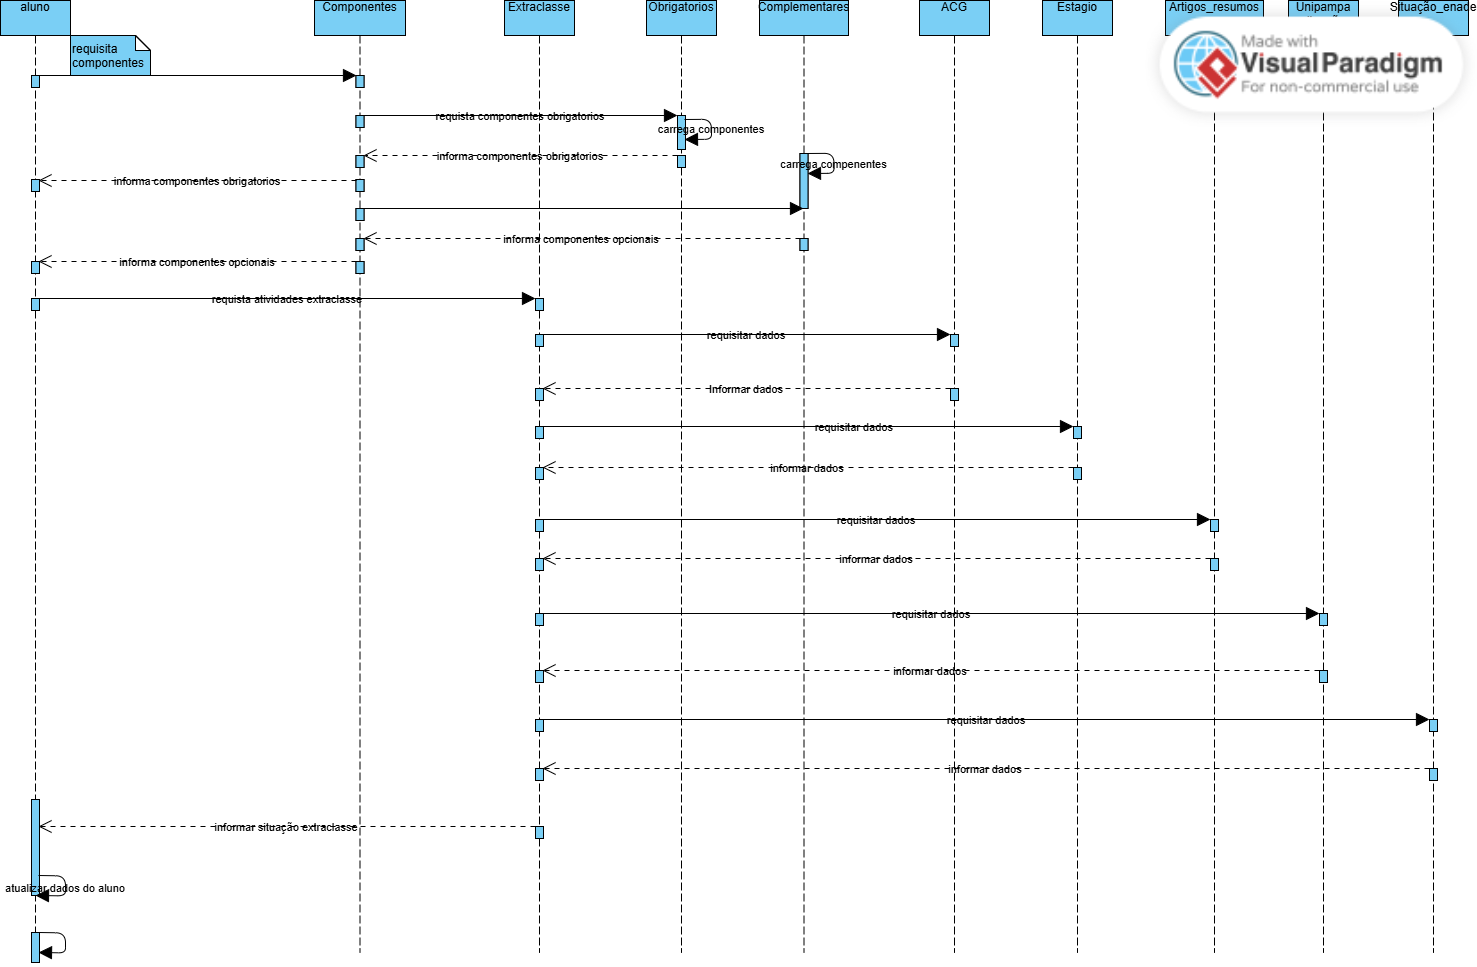 aluno
Componentes
Extraclasse
Obrigatorios
Complementares
ACG
Estagio
Artigos_resumos
Unipampa
Situação_enade
Made with
Visual Paradigm
For non-commercial use
requisita
componentes
requista componentes obrigatorios
carrega componentes
informa componentes obrigatorios
carrega compenentes
informa componentes obrigatorios
informa componentes opcionais
informa componentes opcionais
requista atividades extraclasse
requisitar dados
Informar dados
requisitar dados
informar dados
requisitar dados
informar dados
requisitar dados
informar dados
requisitar dados
informar dados
informar situação extraclasse
atualizar dados do aluno